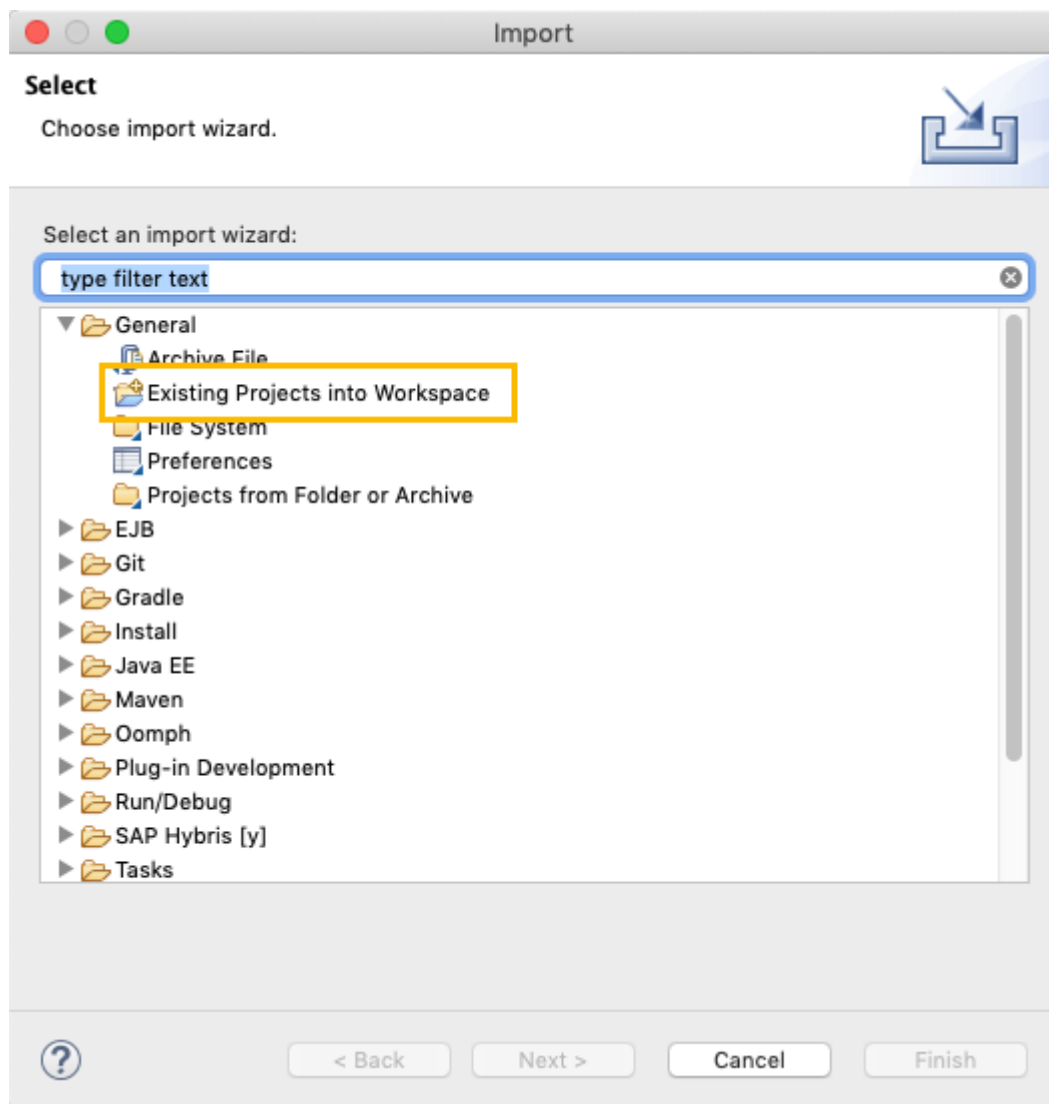 Import
Select
Choose import wizard.
Select an import wizard:
type filter text
General
Archive File
Existing Projects into Workspace
File System
Preferences
Projects from Folder or Archive
EJB
Git
Gradle
Install
Java EE
Maven
Oomph
Plug-in Development
Run/Debug
SAP Hybris [y]
Tasks
? < Back Next > Cancel Finish